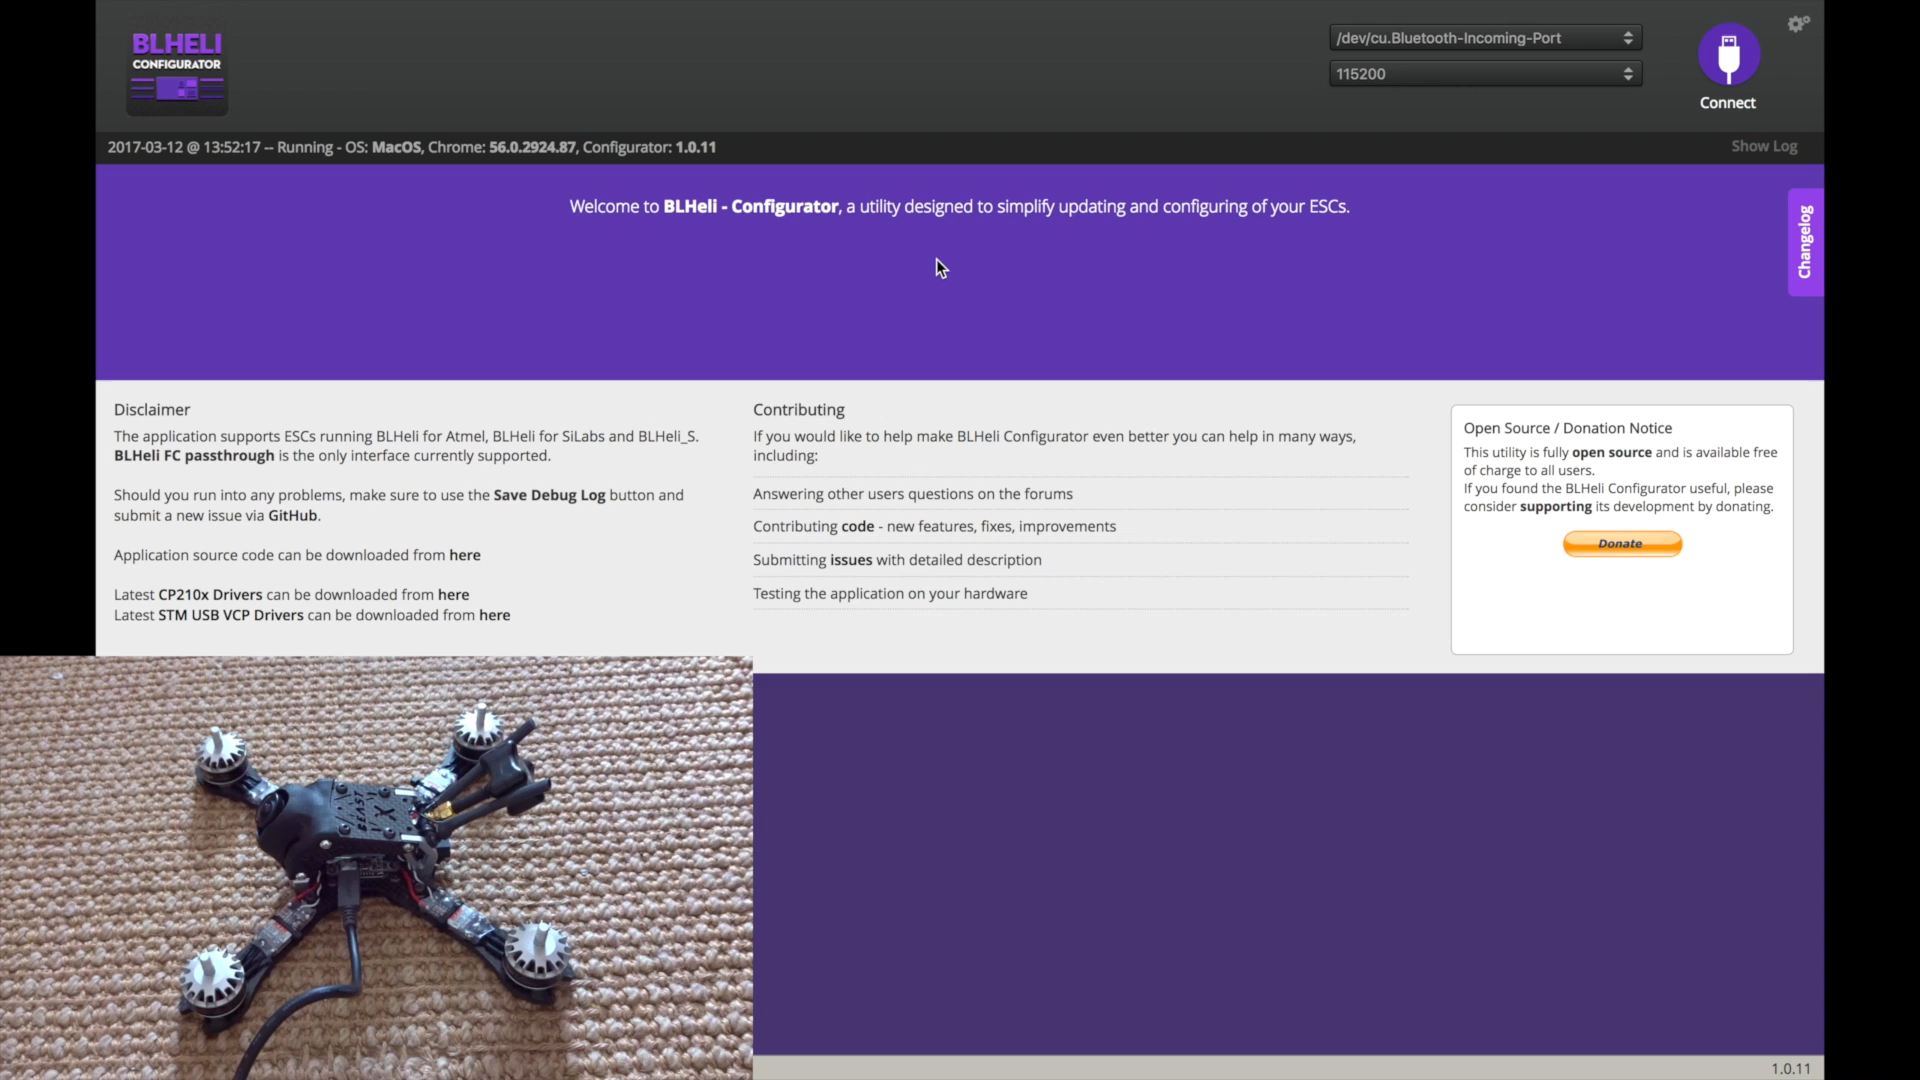 BLHELI
CONFIGURATOR
/dev/cu.Bluetooth-Incoming-Port
115200
Connect
2017-03-12 @ 13:52:17 -- Running - OS: MacOS, Chrome: 56.0.2924.87, Configurator: 1.0.11
Show Log
Welcome to BLHeli - Configurator, a utility designed to simplify updating and configuring of your ESCs.
Changelog
Disclaimer
The application supports ESCs running BLHeli for Atmel, BLHeli for SiLabs and BLHeli_S.
BLHeli FC passthrough is the only interface currently supported.
Should you run into any problems, make sure to use the Save Debug Log button and
submit a new issue via GitHub.
Application source code can be downloaded from here
Latest CP210x Drivers can be downloaded from here
Latest STM USB VCP Drivers can be downloaded from here
Contributing
If you would like to help make BLHeli Configurator even better you can help in many ways,
including:
Answering other users questions on the forums
Contributing code - new features, fixes, improvements
Submitting issues with detailed description
Testing the application on your hardware
Open Source / Donation Notice
This utility is fully open source and is available free
of charge to all users.
If you found the BLHeli Configurator useful, please
consider supporting its development by donating.
Donate
BEAST
X
1.0.11